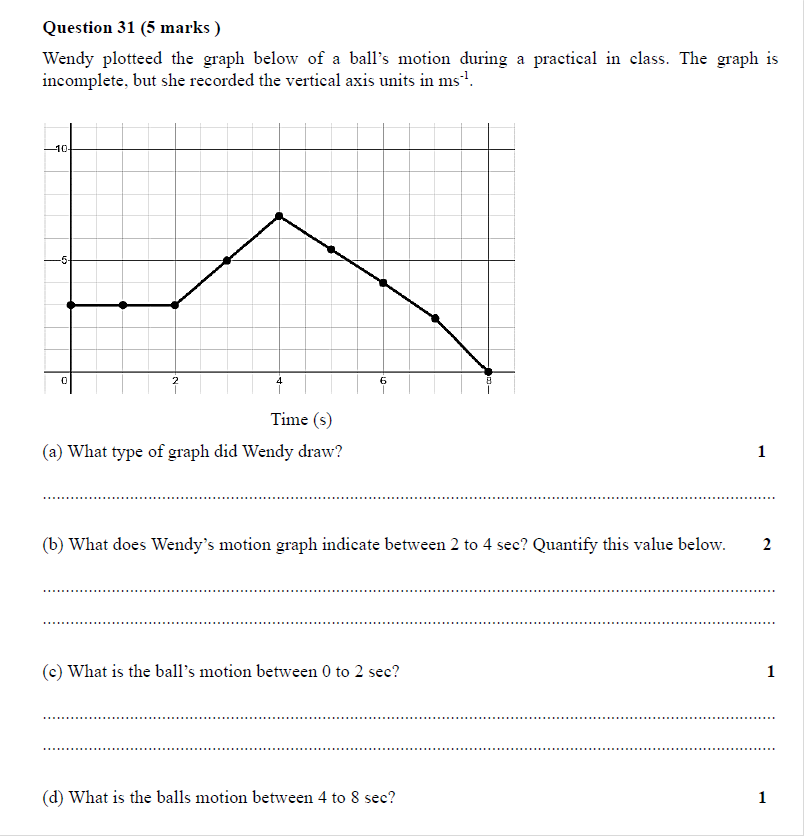 Question 31 (5 marks )
Wendy plotteed the graph below of a ball's motion during a practical in class. The graph is
incomplete, but she recorded the vertical axis units in ms⁻¹.
10
5
0 2 4 6 8
Time (s)
(a) What type of graph did Wendy draw? 1
(b) What does Wendy's motion graph indicate between 2 to 4 sec? Quantify this value below. 2
(c) What is the ball's motion between 0 to 2 sec? 1
(d) What is the balls motion between 4 to 8 sec? 1